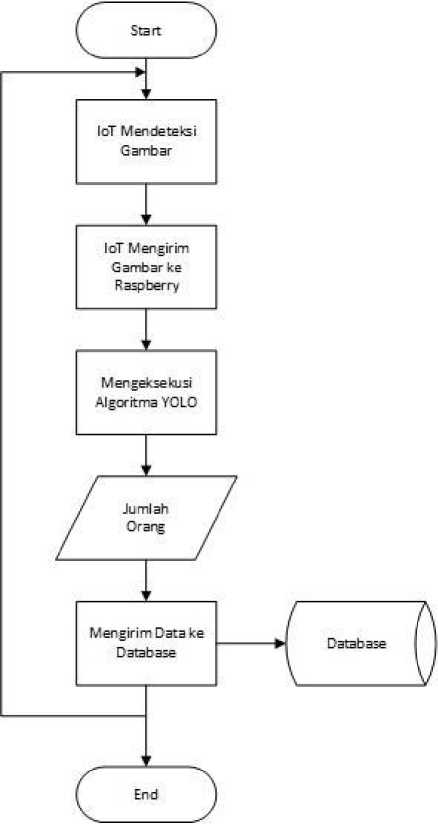 Start
IoT Mendeteksi
Gambar
IoT Mengirim
Gambar ke
Raspberry
Mengeksekusi
Algoritma YOLO
Jumlah
Orang
Mengirim Data ke
Database
Database
End